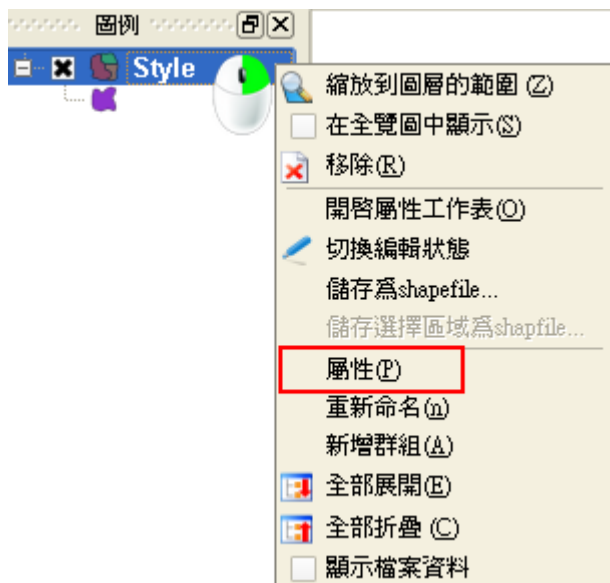 圖例
Style
縮放到圖層的範圍 (Z)
在全覽圖中顯示(S)
移除(R)
開啓屬性工作表(O)
切換編輯狀態
儲存爲shapefile...
儲存選擇區域爲shapfile...
屬性(P)
重新命名(n)
新增群組(A)
全部展開(E)
全部折疊 (C)
顯示檔案資料